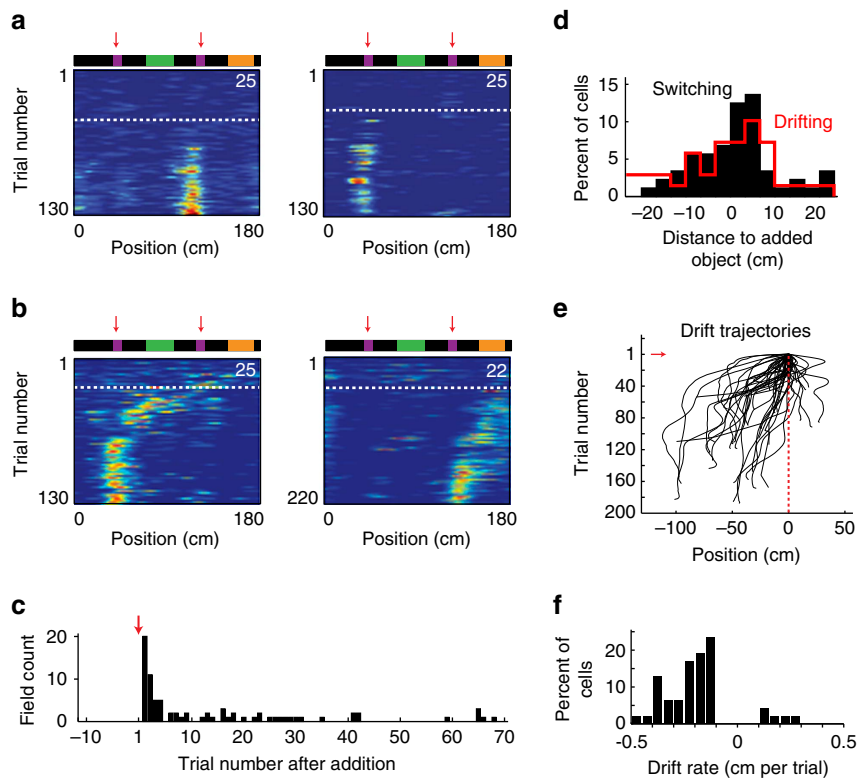 a
1
25
25
Trial number
130
0
180
0
180
Position (cm)
Position (cm)
b
1
25
22
Trial number
130
220
0
180
0
180
Position (cm)
Position (cm)
c
20
10
0
Field count
–10
1
10
20
30
40
50
60
70
Trial number after addition
d
Switching
Drifting
15
10
5
0
Percent of cells
–20
–10
0
10
20
Distance to added
object (cm)
e
Drift trajectories
1
40
80
120
160
200
Trial number
–100
–50
0
50
Position (cm)
f
20
10
0
Percent of
cells
-0.5
0
0.5
Drift rate (cm per trial)